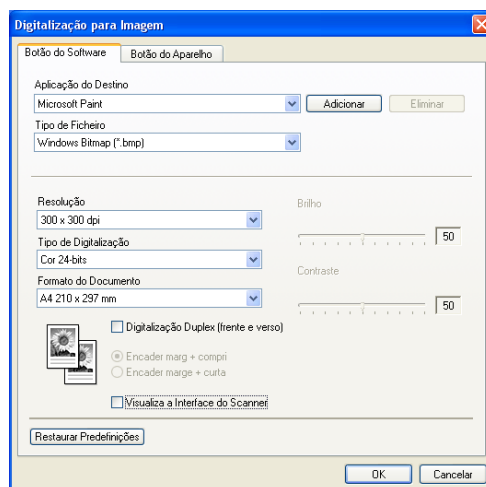 Digitalização para Imagem
Botão do Software
Botão do Aparelho
Aplicação do Destino
Microsoft Paint
Adicionar
Eliminar
Tipo de Ficheiro
Windows Bitmap (*.bmp)
Resolução
Brilho
300 x 300 dpi
50
Tipo de Digitalização
Cor 24-bits
Contraste
Formato do Documento
A4 210 x 297 mm
50
Digitalização Duplex (frente e verso)
Encader marg + compri
Encader marge + curta
Visualiza a Interface do Scanner
Restaurar Predefinições
OK
Cancelar